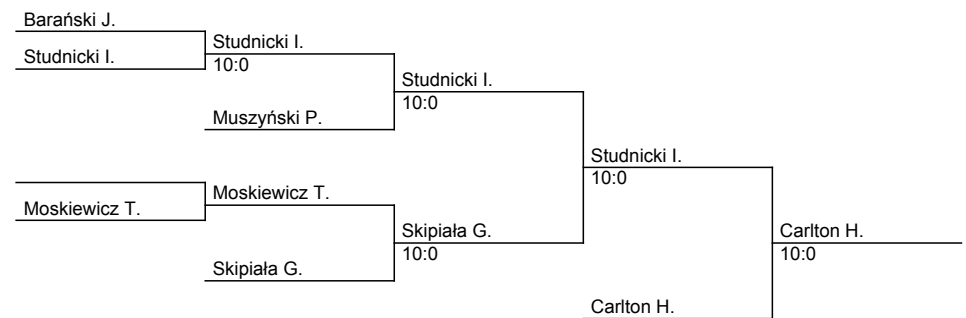 Barański J.
Studnicki I.
Studnicki I.
10:0
Muszyński P.
Studnicki I.
10:0
Moskiewicz T.
Moskiewicz T.
Skipiała G.
Skipiała G.
10:0
Studnicki I.
10:0
Carlton H.
Carlton H.
10:0